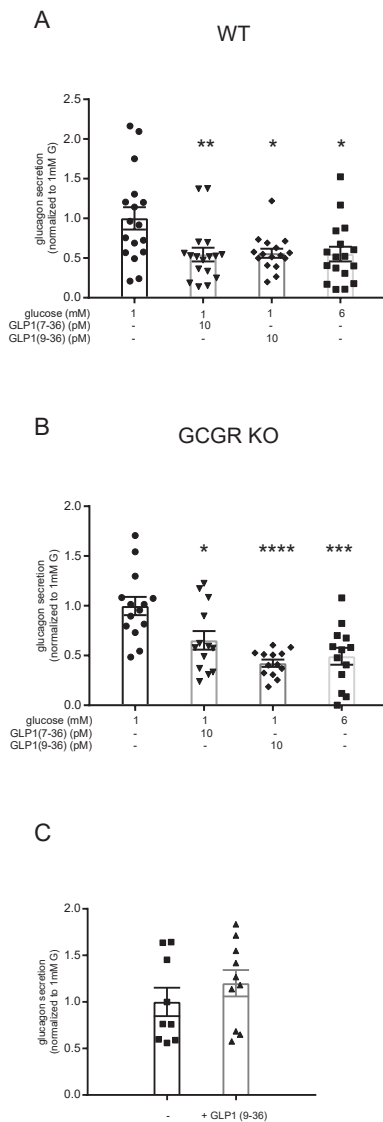 A
WT
glucagon secretion
(normalized to 1mM G)
2.5
2.0
1.5
1.0
0.5
0.0
** * *
glucose (mM) 1 1 1 6
GLP1(7-36) (pM) - 10 - -
GLP1(9-36) (pM) - - 10 -
B
GCGR KO
glucagon secretion
(normalized to 1mM G)
2.0
1.5
1.0
0.5
0.0
* **** ***
glucose (mM) 1 1 1 6
GLP1(7-36) (pM) - 10 - -
GLP1(9-36) (pM) - - 10 -
C
glucagon secretion
(normalized to 1mM G)
2.0
1.5
1.0
0.5
0.0
- + GLP1 (9-36)